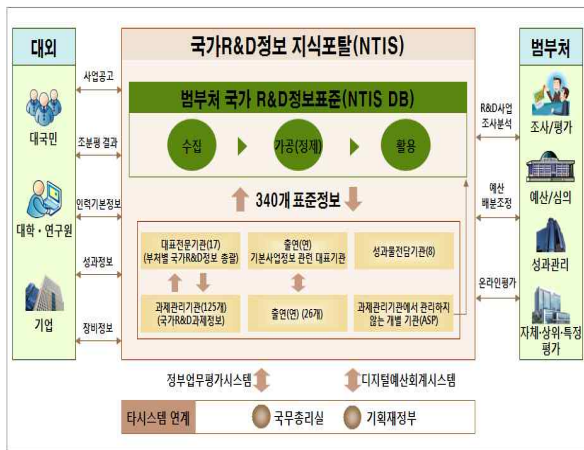 대외
국가R&D정보 지식포탈(NTIS)
범부처
사업공고
범부처 국가 R&D정보표준(NTIS DB)
R&D사업
조사분석
대국민
수집
가공(정제)
활용
조사/평가
조분평 결과
340개 표준정보
예산
배분조정
예산/심의
인력기본정보
대학·연구원
대표전문기관(17)
(부처별 국가R&D정보 총괄)
출연(연)
기본사업정보 관련 대표기관
성과물전담기관(8)
성과관리
성과정보
온라인평가
과제관리기관(125개)
(국가R&D과제정보)
출연(연) (26개)
과제관리기관에서 관리하지
않는 개별 기관(ASP)
기업
장비정보
자체·상위·특정
평가
정부업무평가시스템
디지털예산회계시스템
타시스템 연계
국무총리실
기획재정부